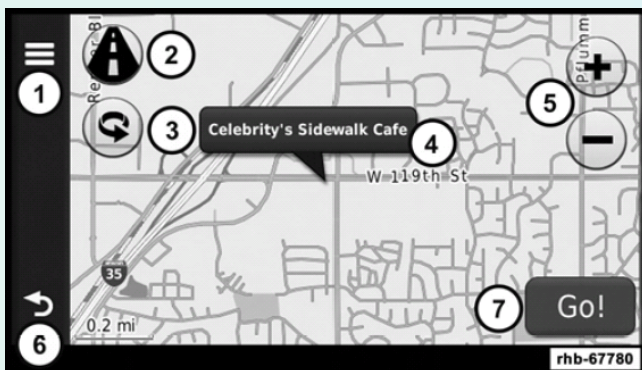 1
2
3
Celebrity's Sidewalk Cafe
4
Pflumm
5
W 119th St
35
0.2 mi
6
7
Go!
rhb-67780